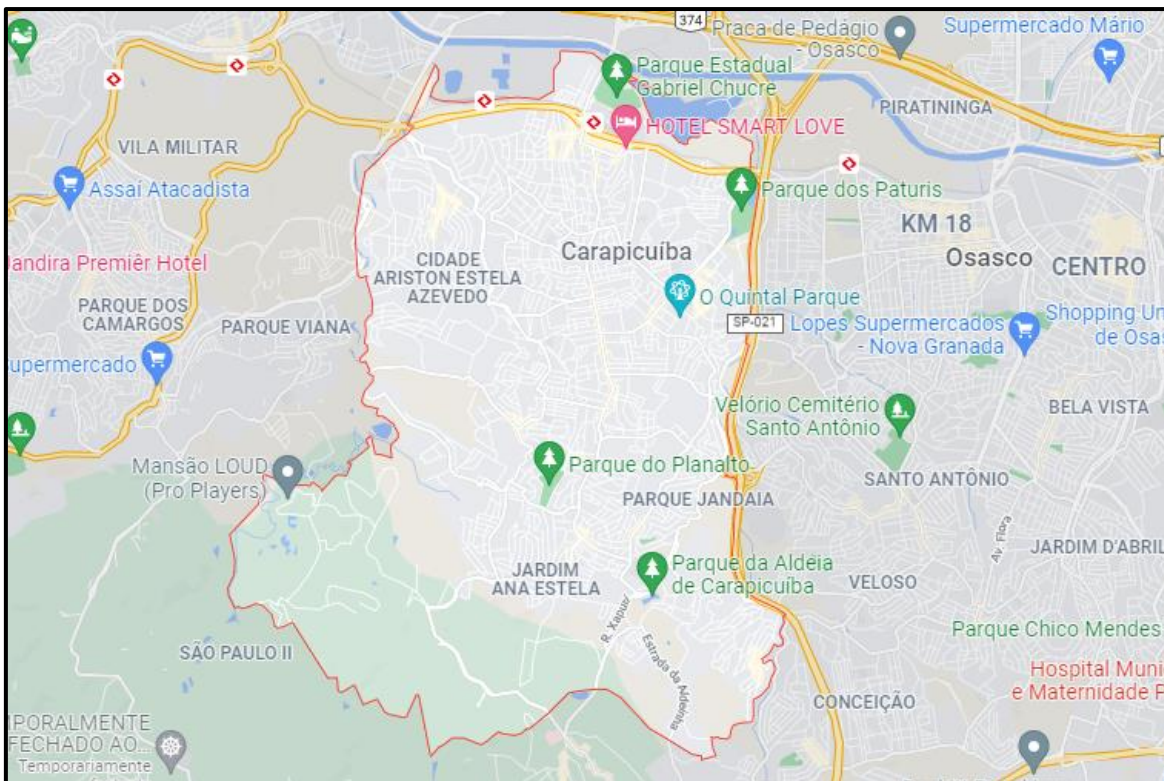 374
Praca de Pedágio
- Osasco
Supermercado Mário
Parque Estadual
Gabriel Chucre
PIRATININGA
HOTEL SMART LOVE
VILA MILITAR
Assaí Atacadista
Parque dos Paturis
KM 18
Osasco
CENTRO
Carapicuíba
Jandira Premiêr Hotel
CIDADE
ARISTON ESTELA
AZEVEDO
O Quintal Parque
PARQUE DOS
CAMARGOS
PARQUE VIANA
SP-021
Lopes Supermercados
- Nova Granada
Shopping Un
de Osas
upermercado
Velório Cemitério
Santo Antônio
BELA VISTA
Mansão LOUD
(Pro Players)
Parque do Planalto
SANTO ANTÔNIO
PARQUE JANDAIA
Av. Flora
JARDIM D'ABRIL
JARDIM
ANA ESTELA
Parque da Aldeia
de Carapicuíba
VELOSO
R. Xapuri
Estrada da Aldeinha
SÃO PAULO II
Parque Chico Mendes
Hospital Muni
e Maternidade P
CONCEIÇÃO
MPORALMENTE
FECHADO AO...
Temporariamente